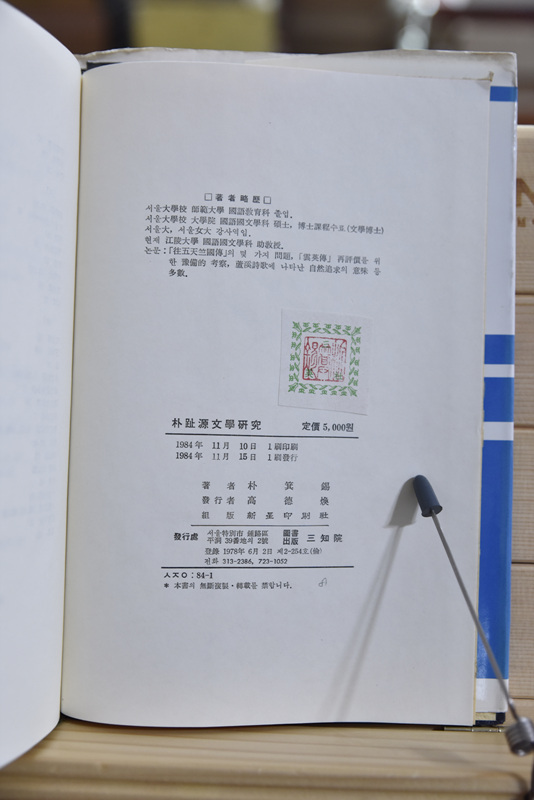 □著者略歷□
서울大學校 師範大學 國語敎育科 졸업.
서울大學校 大學院 國語國文學科 碩士, 博士課程수료(文學博士)
서울大, 서울女大 강사역임.
현재 江陵大學 國語國文學科 助敎授.
논문:「往五天竺國傳」의 몇 가지 問題,「雲英傳」再評價을 위
한 豫備的 考察, 蘆溪詩歌에 나타난 自然追求의 意味 등
多數.
朴趾源文學硏究 定價 5,000원
1984年 11月 10日 1刷印刷
1984年 11月 15日 1刷發行
著者 朴箕錫
發行者 高德煥
組版 新星印刷社
發行處 서울特別市 鍾路區
平洞 39番地의 2號
圖書出版 三知院
登錄 1978年 6月 2日 제2-254호(倫)
전화 313-2386, 723-1052
ㅅㅈㅇ:84-1
* 本書의 無斷複製·轉載를 禁합니다.